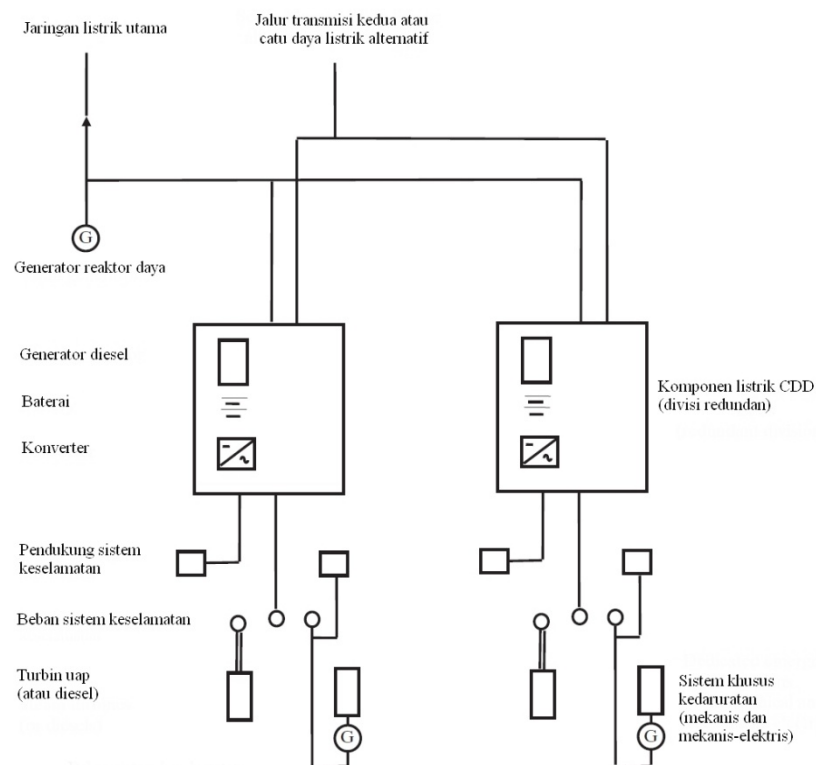 Jaringan listrik utama
Jalur transmisi kedua atau
catu daya listrik alternatif
G
Generator reaktor daya
Generator diesel
Baterai
Konverter
Komponen listrik CDD
(divisi redundan)
Pendukung sistem
keselamatan
Beban sistem keselamatan
Turbin uap
(atau diesel)
Sistem khusus
kedaruratan
(mekanis dan
mekanis-elektris)
G
G